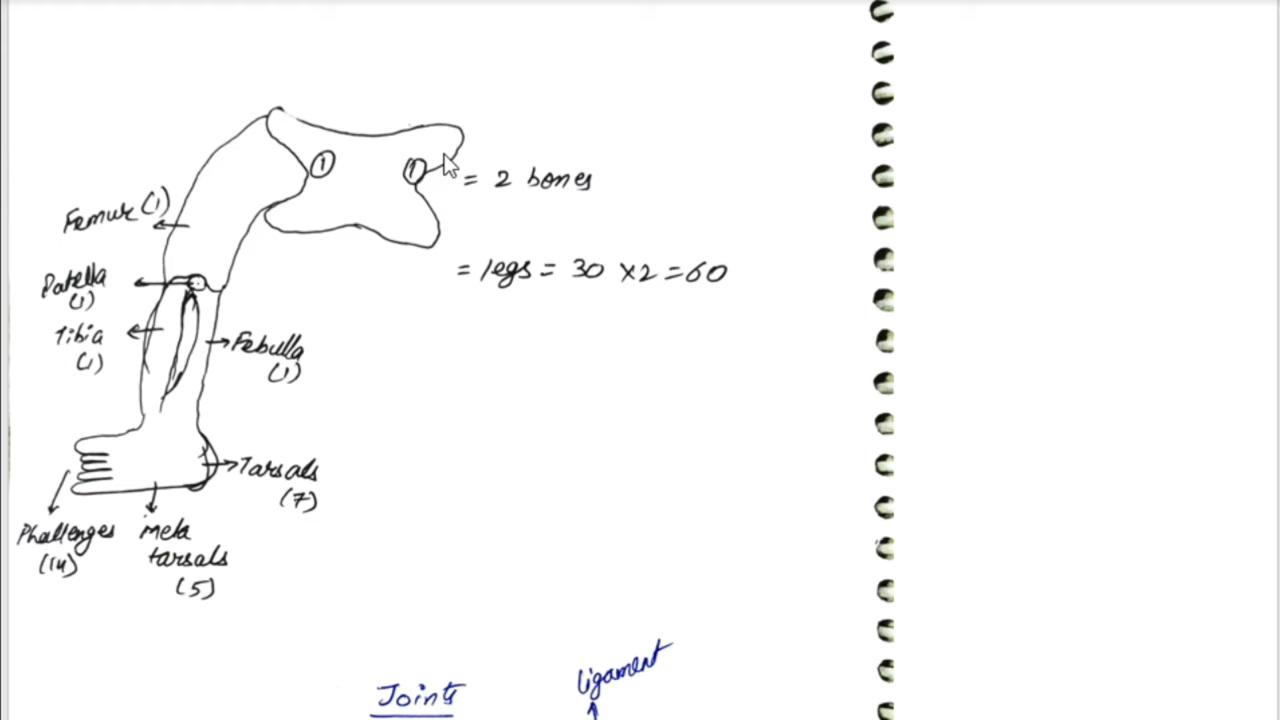 ① ① = 2 bones
Femur (1)
= legs = 30 ×2 = 60
Patella
(1)
Tibia
(1)
Febulla
(1)
Tarsals
(7)
Phallenges
(14)
meta
tarsals
(5)
Joints
ligament